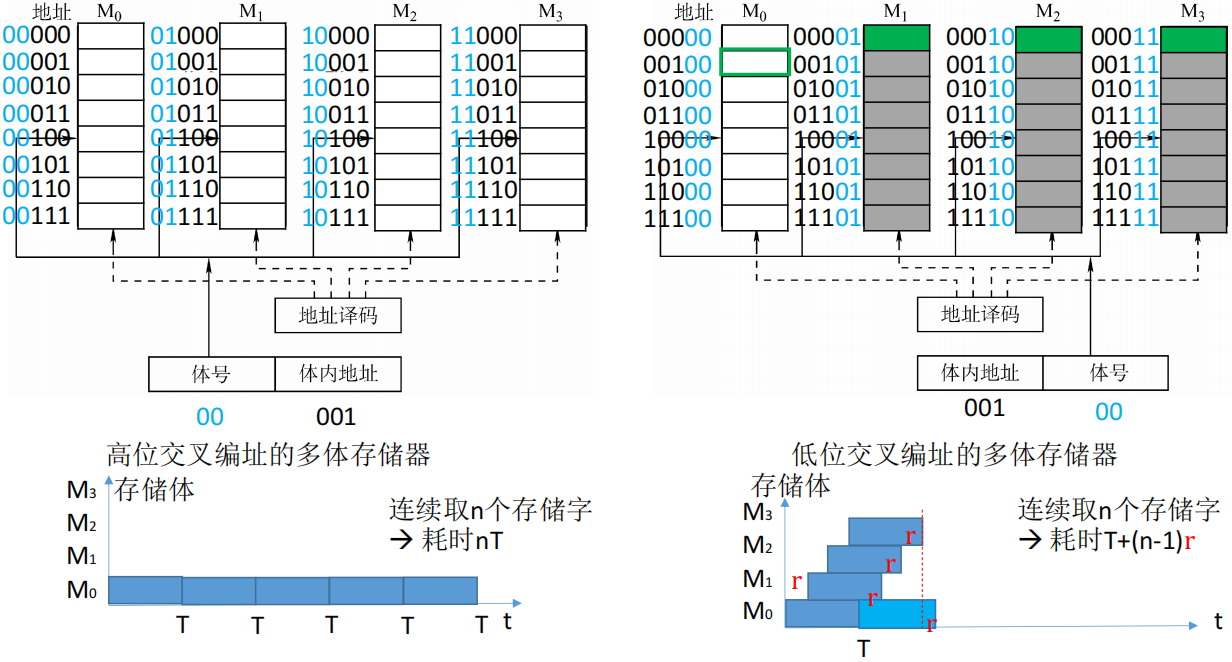 地址 M₀ M₁ M₂ M₃
00000 01000 10000 11000
00001 01001 10001 11001
00010 01010 10010 11010
00011 01011 10011 11011
00100 01100 10100 11100
00101 01101 10101 11101
00110 01110 10110 11110
00111 01111 10111 11111
地址译码
体号 体内地址
00 001
高位交叉编址的多体存储器
存储体
M₃
M₂
M₁
M₀
连续取n个存储字
→ 耗时nT
T T T T T t
地址 M₀ M₁ M₂ M₃
00000 00001 00010 00011
00100 00101 00110 00111
01000 01001 01010 01011
01100 01101 01110 01111
10000 10001 10010 10011
10100 10101 10110 10111
11000 11001 11010 11011
11100 11101 11110 11111
地址译码
体内地址 体号
001 00
低位交叉编址的多体存储器
存储体
M₃ r
M₂ r
M₁ r r
M₀ r
连续取n个存储字
→ 耗时T+(n-1)r
T t